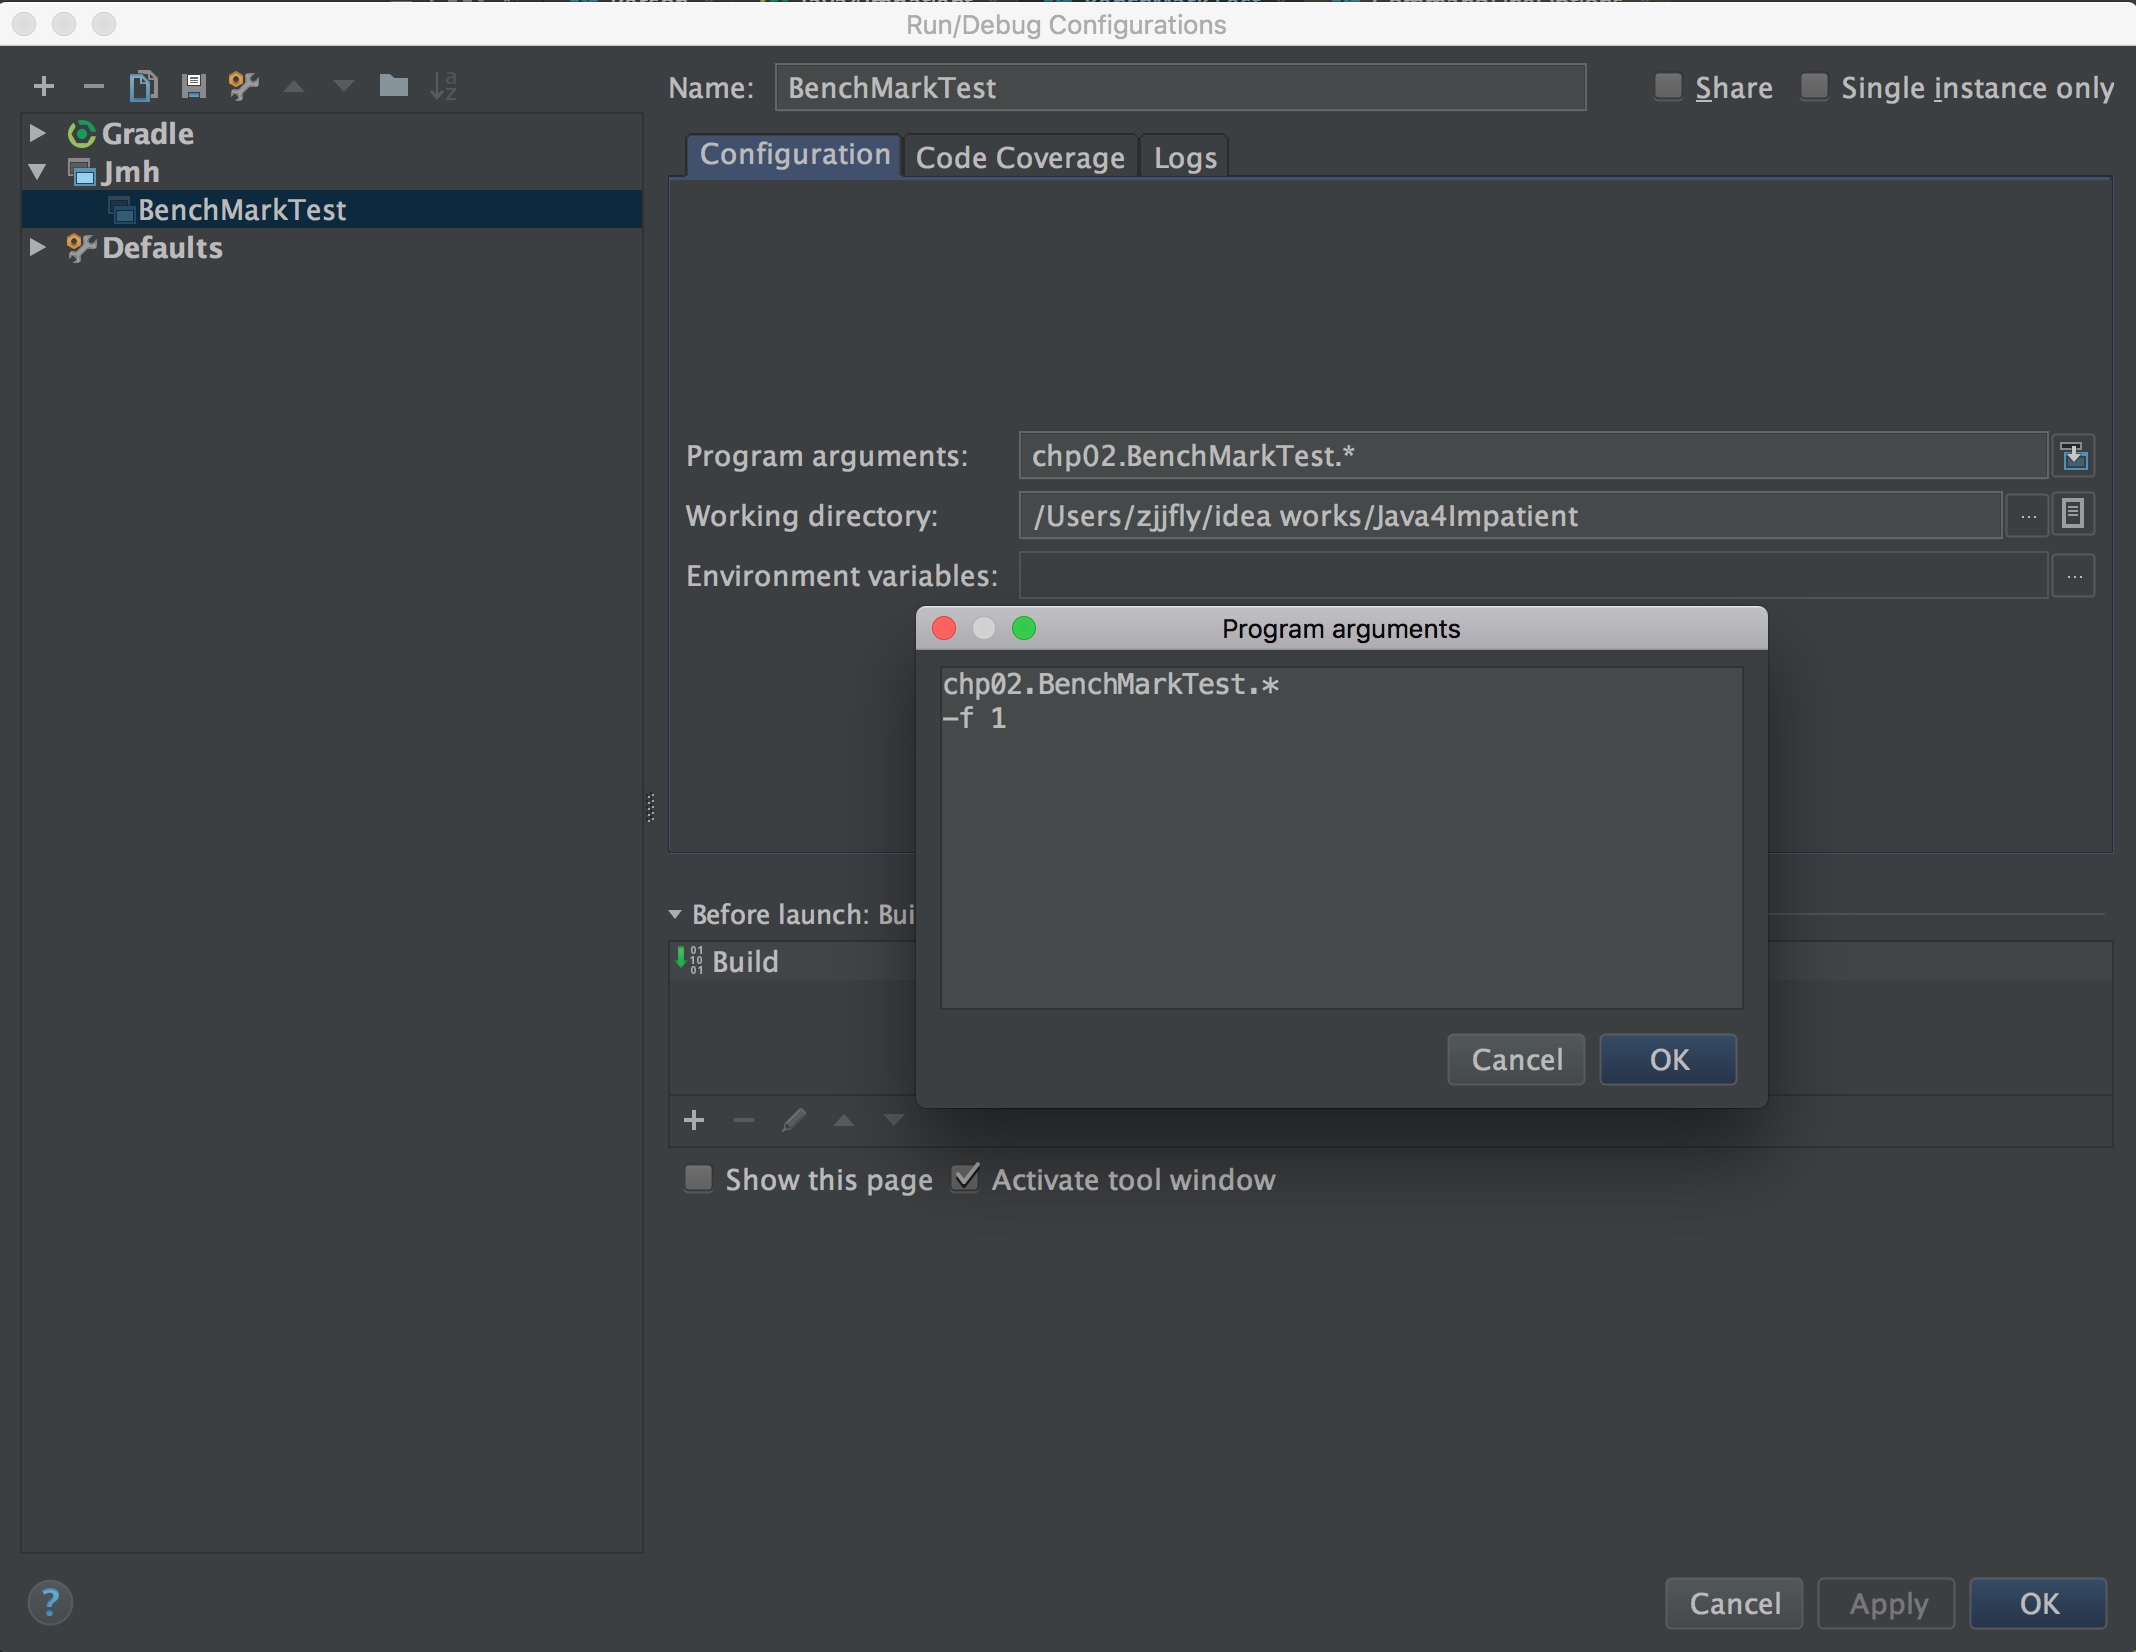 Run/Debug Configurations
Name: BenchMarkTest
Share
Single instance only
Gradle
Jmh
BenchMarkTest
Defaults
Configuration
Code Coverage
Logs
Program arguments: chp02.BenchMarkTest.*
Working directory: /Users/zjjfly/idea works/Java4Impatient
...
Environment variables:
...
Program arguments
chp02.BenchMarkTest.*
-f 1
Cancel
OK
Before launch: Bui
Build
Show this page
Activate tool window
?
Cancel
Apply
OK